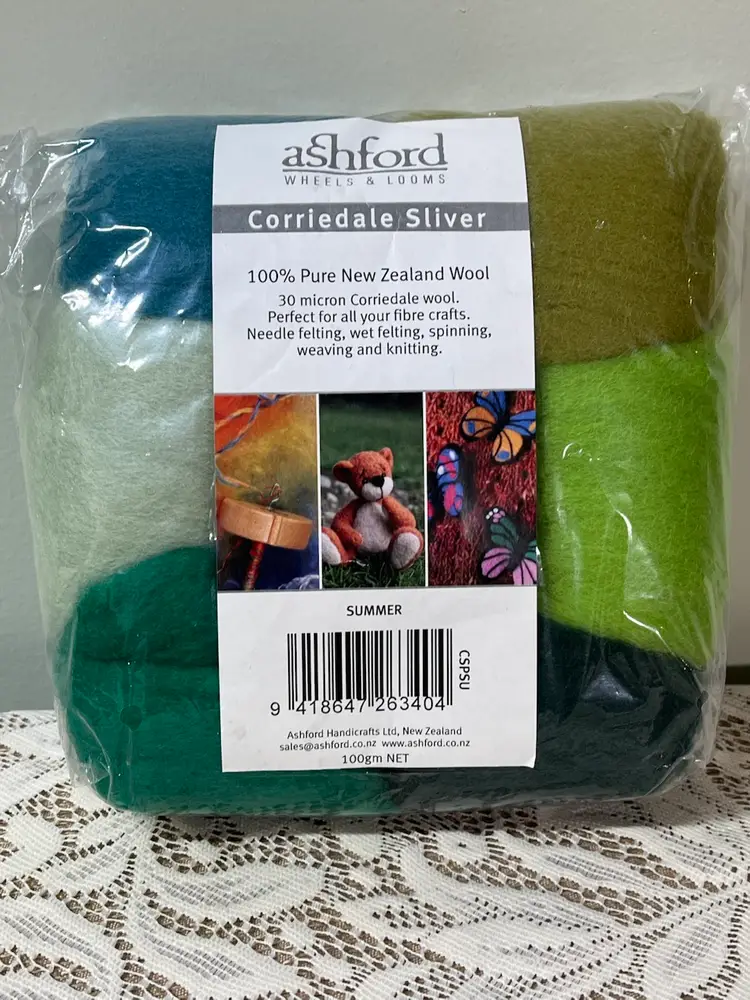 ashford
WHEELS & LOOMS
Corriedale Sliver
100% Pure New Zealand Wool
30 micron Corriedale wool.
Perfect for all your fibre crafts.
Needle felting, wet felting, spinning,
weaving and knitting.
SUMMER
CSPSU
9 418647 263404
Ashford Handicrafts Ltd, New Zealand
sales@ashford.co.nz www.ashford.co.nz
100gm NET